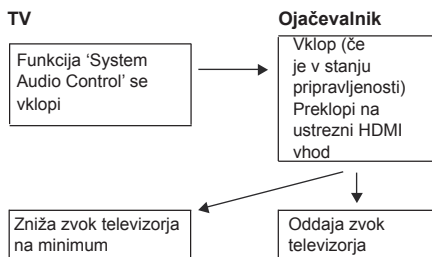 TV
Ojačevalnik
Funkcija ‘System
Audio Control’ se
vklopi
Vklop (če
je v stanju
pripravljenosti)
Preklopi na
ustrezni HDMI
vhod
Zniža zvok televizorja
na minimum
Oddaja zvok
televizorja